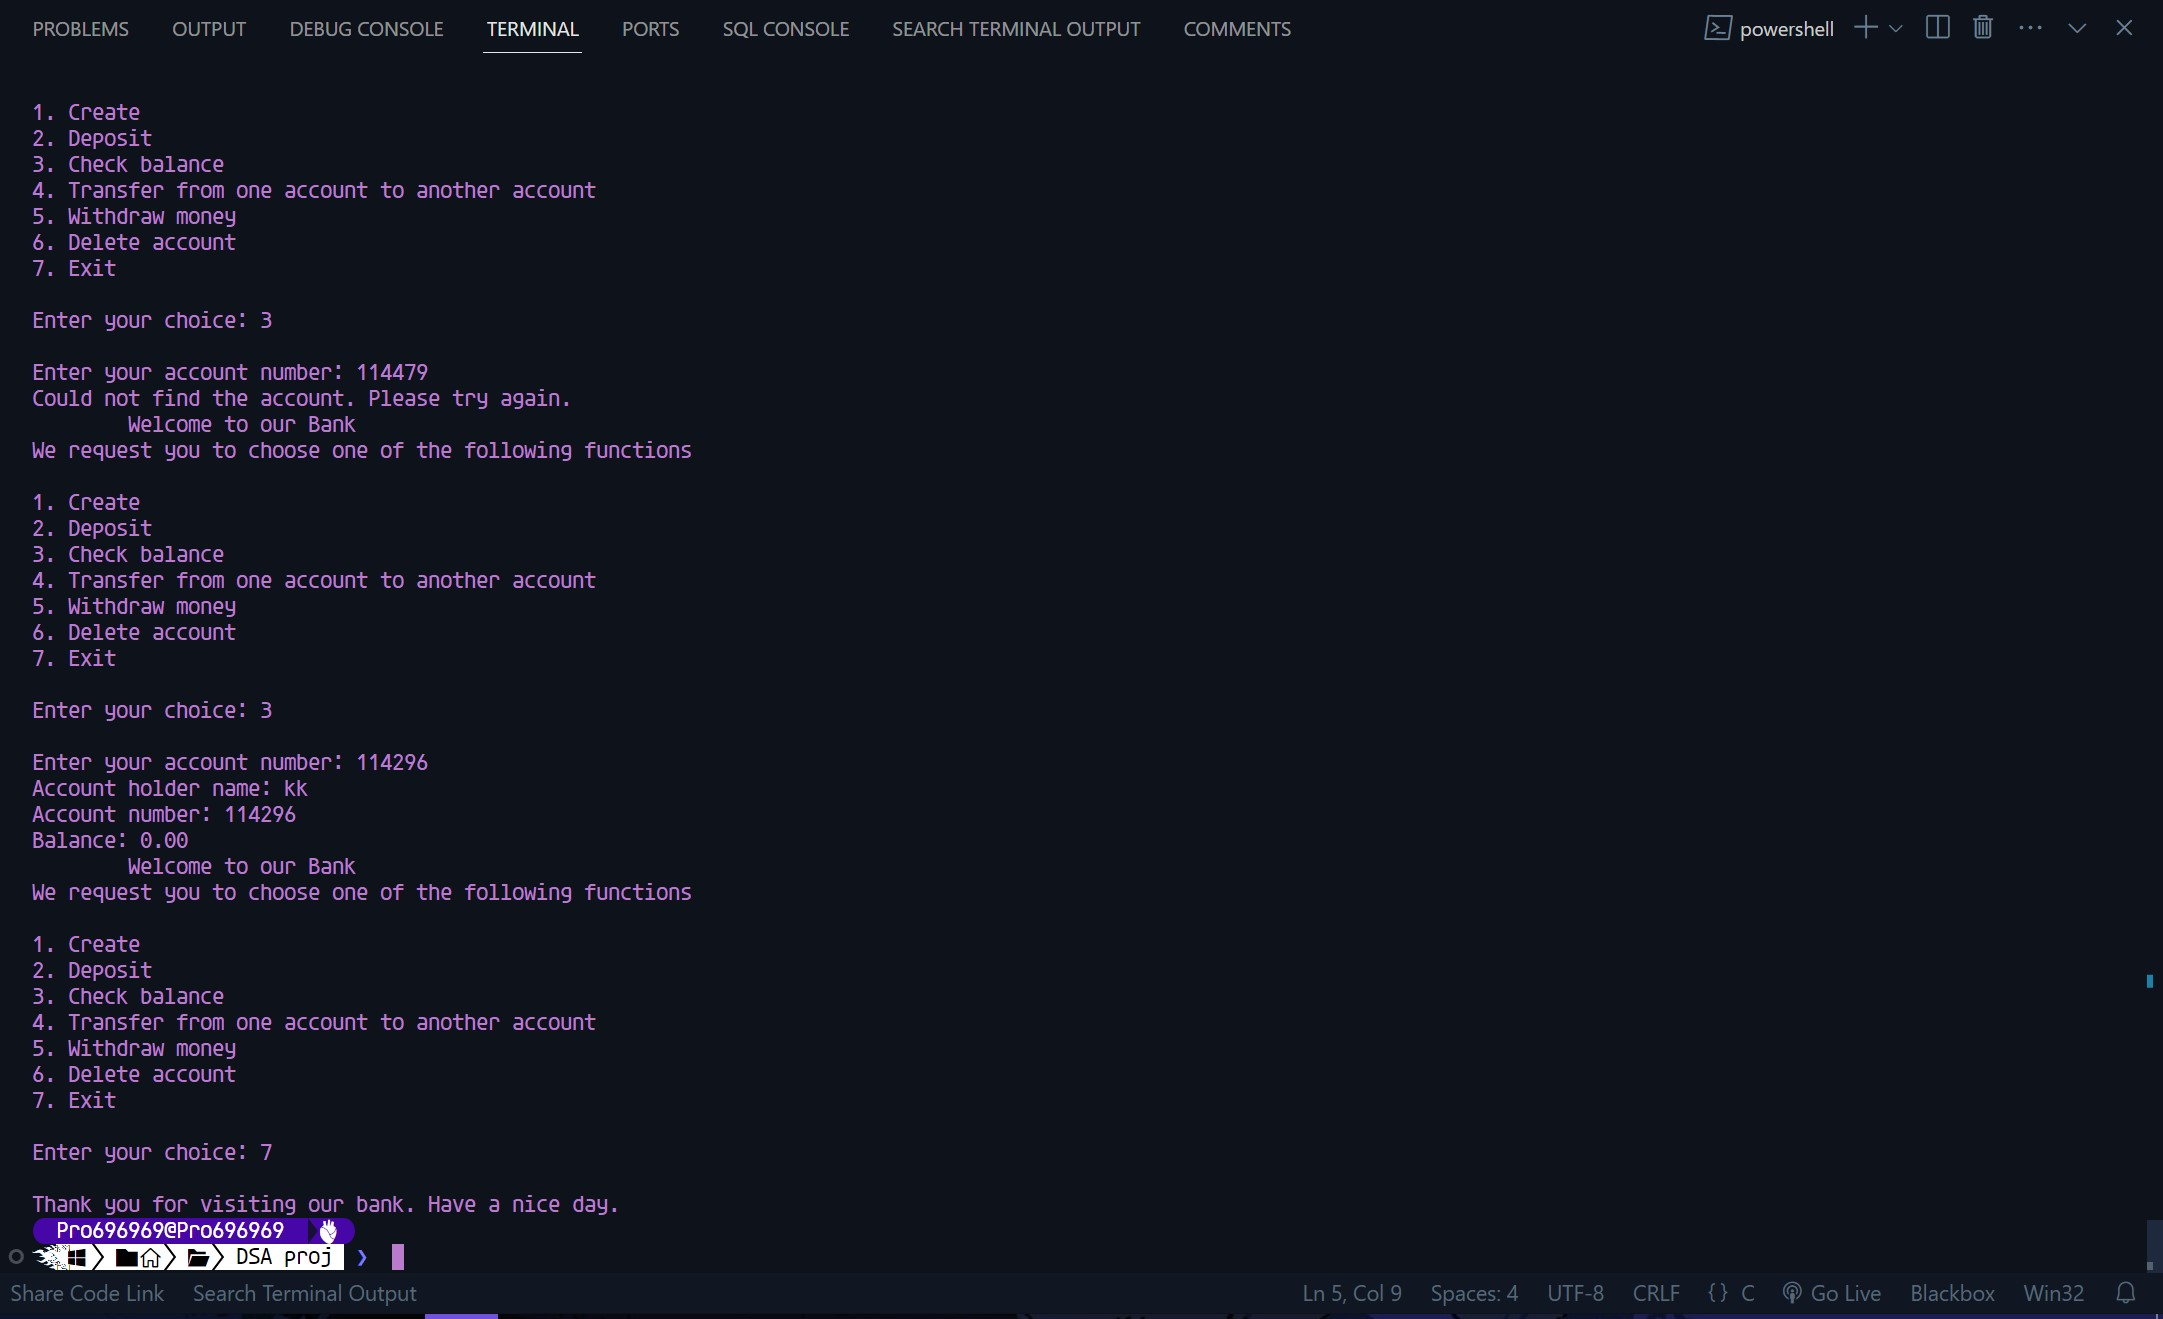 PROBLEMS OUTPUT DEBUG CONSOLE TERMINAL PORTS SQL CONSOLE SEARCH TERMINAL OUTPUT COMMENTS powershell
1. Create
2. Deposit
3. Check balance
4. Transfer from one account to another account
5. Withdraw money
6. Delete account
7. Exit
Enter your choice: 3
Enter your account number: 114479
Could not find the account. Please try again.
Welcome to our Bank
We request you to choose one of the following functions
1. Create
2. Deposit
3. Check balance
4. Transfer from one account to another account
5. Withdraw money
6. Delete account
7. Exit
Enter your choice: 3
Enter your account number: 114296
Account holder name: kk
Account number: 114296
Balance: 0.00
Welcome to our Bank
We request you to choose one of the following functions
1. Create
2. Deposit
3. Check balance
4. Transfer from one account to another account
5. Withdraw money
6. Delete account
7. Exit
Enter your choice: 7
Thank you for visiting our bank. Have a nice day.
Pro696969@Pro696969
DSA proj ❯
Share Code Link Search Terminal Output Ln 5, Col 9 Spaces: 4 UTF-8 CRLF {} C Go Live Blackbox Win32